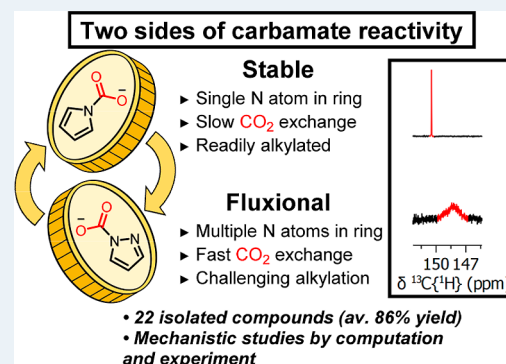 Two sides of carbamate reactivity
Stable
► Single N atom in ring
► Slow CO2 exchange
► Readily alkylated
O
O
−
N
Fluxional
► Multiple N atoms in ring
► Fast CO2 exchange
► Challenging alkylation
−
O
O
N
N
150 147
δ 13C{1H} (ppm)
• 22 isolated compounds (av. 86% yield)
• Mechanistic studies by computation
and experiment